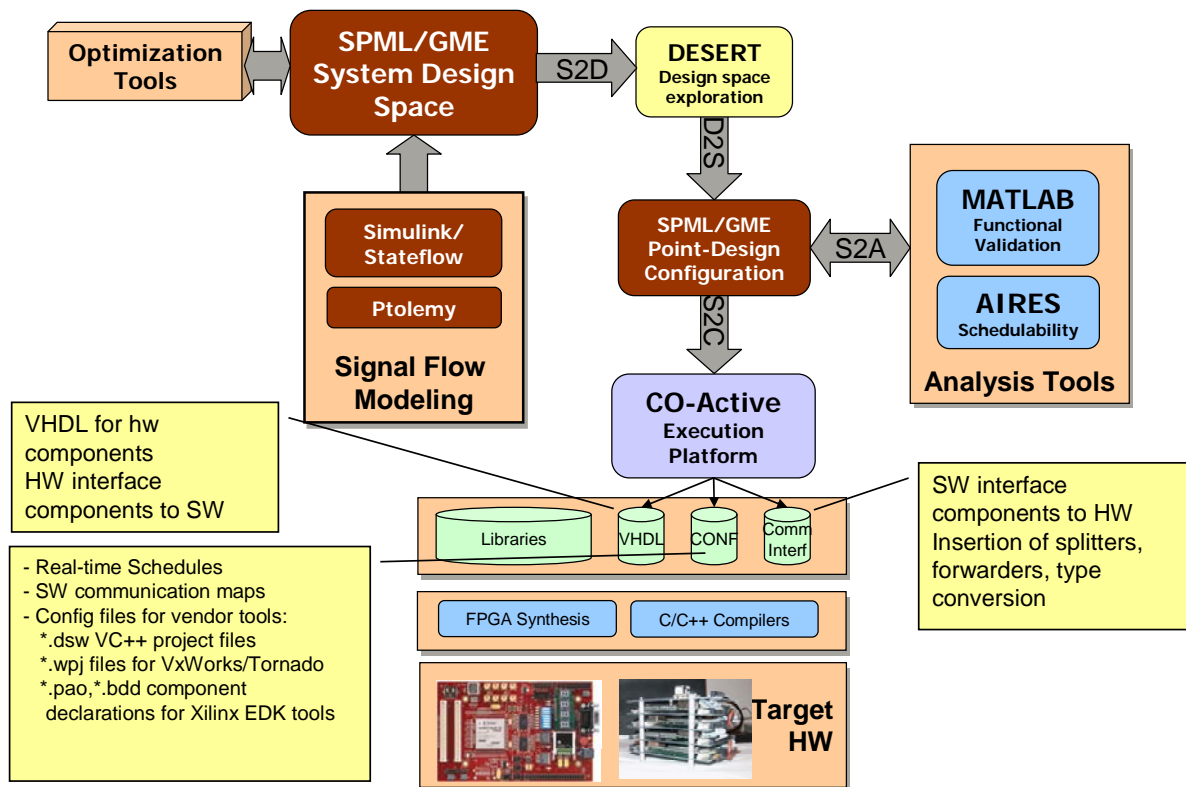 Optimization
Tools
SPML/GME
System Design
Space
S2D
DESERT
Design space
exploration
D2S
Simulink/
Stateflow
Ptolemy
Signal Flow
Modeling
SPML/GME
Point-Design
Configuration
S2A
MATLAB
Functional
Validation
AIRES
Schedulability
Analysis Tools
S2C
CO-Active
Execution
Platform
VHDL for hw
components
HW interface
components to SW
Libraries
VHDL
CONF
Comm
Interf
SW interface
components to HW
Insertion of splitters,
forwarders, type
conversion
- Real-time Schedules
- SW communication maps
- Config files for vendor tools:
*.dsw VC++ project files
*.wpj files for VxWorks/Tornado
*.pao,*.bdd component
declarations for Xilinx EDK tools
FPGA Synthesis
C/C++ Compilers
Target
HW